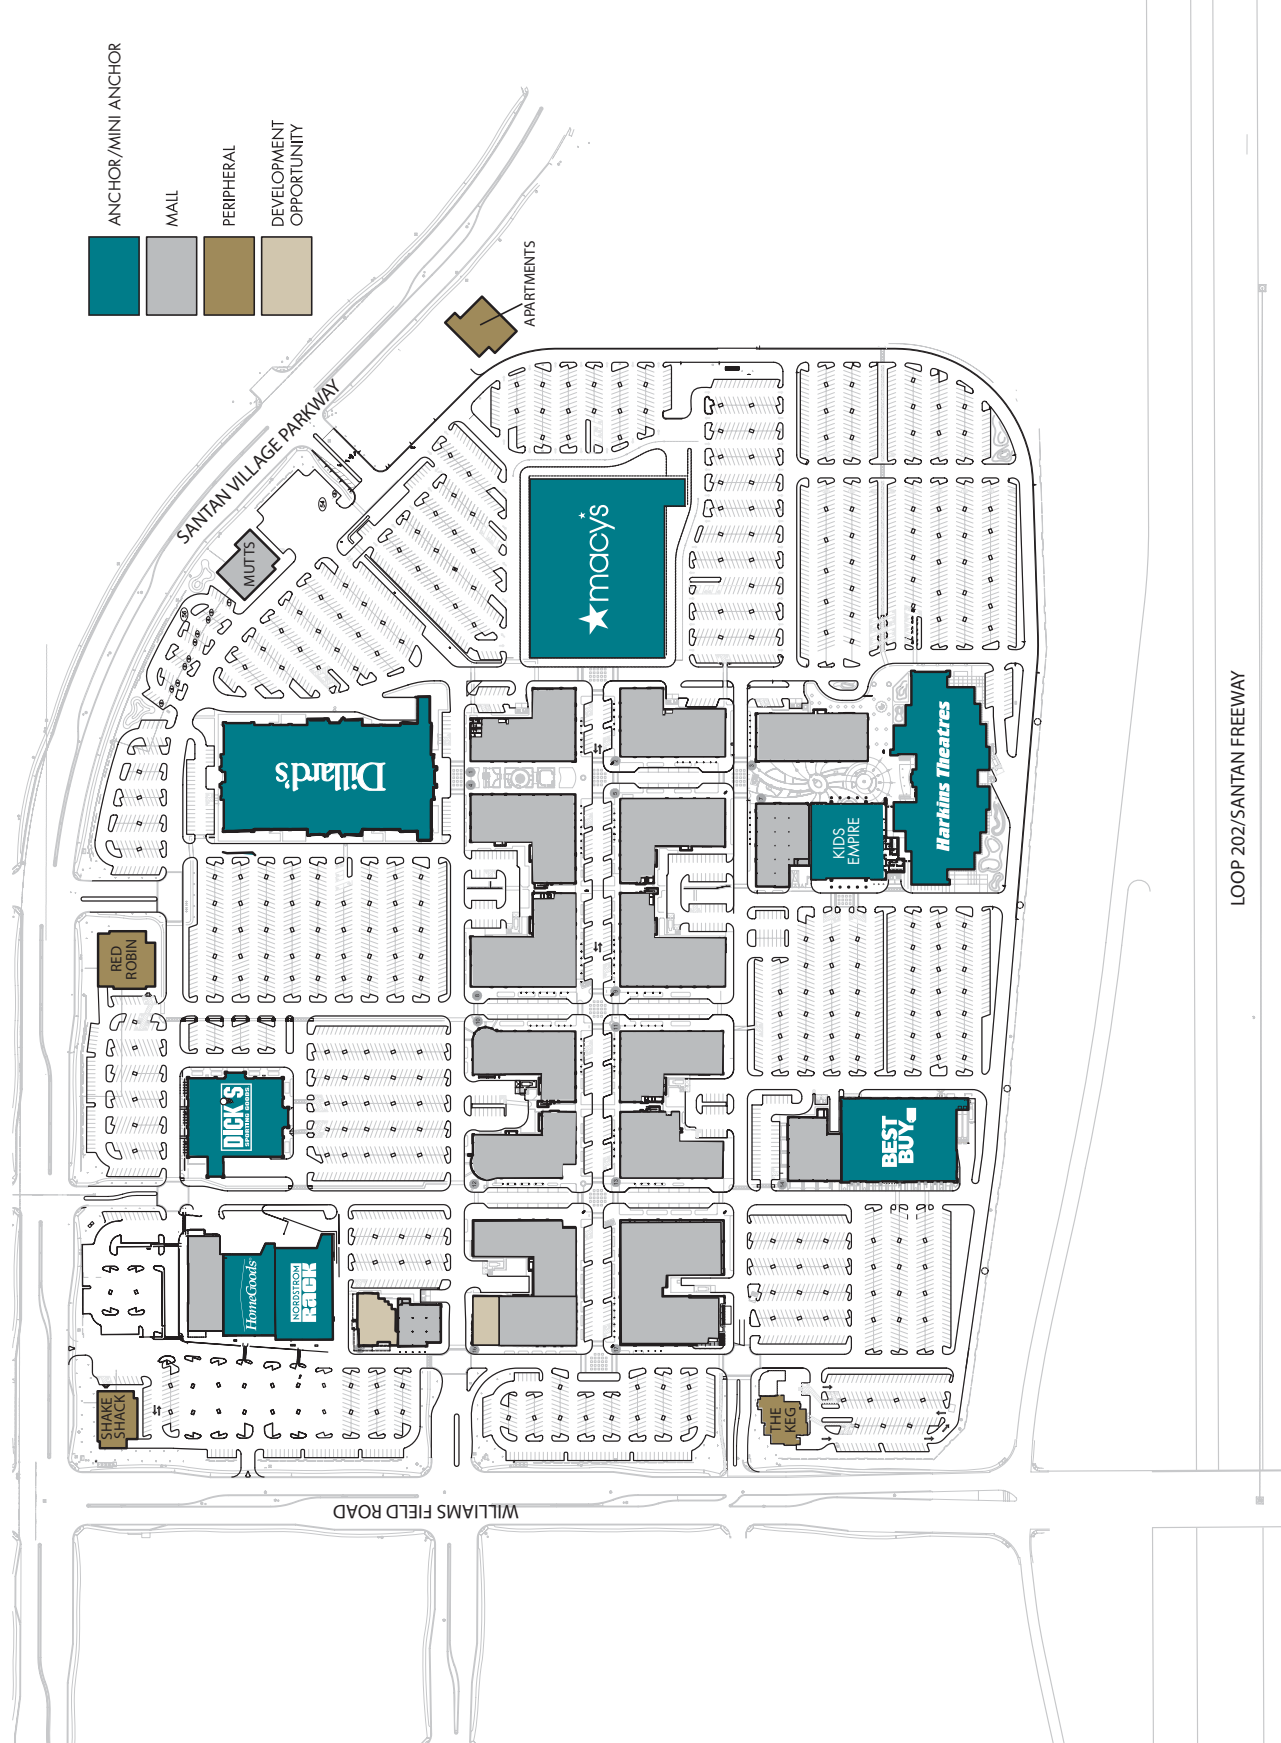 ANCHOR/MINI ANCHOR
MALL
PERIPHERAL
DEVELOPMENT
OPPORTUNITY
APARTMENTS
SANTAN VILLAGE PARKWAY
MUTTS
macy's
Dillard's
Harkins Theatres
KIDS
EMPIRE
RED
ROBIN
DICK'S
SPORTING GOODS
BEST
BUY
HomeGoods
NORDSTROM
Rack
SHAKE
SHACK
THE
KEG
WILLIAMS FIELD ROAD
LOOP 202/SANTAN FREEWAY